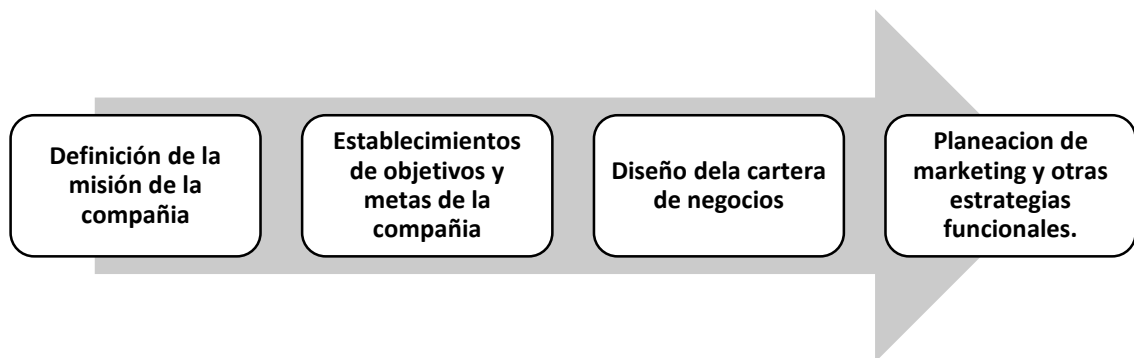 Definición de la
misión de la
compañia
Establecimientos
de objetivos y
metas de la
compañia
Diseño dela cartera
de negocios
Planeacion de
marketing y otras
estrategias
funcionales.